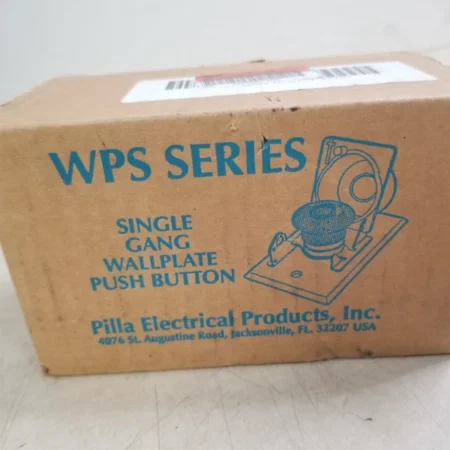 WPS SERIES
SINGLE
GANG
WALLPLATE
PUSH BUTTON
Pilla Electrical Products, Inc.
4076 St. Augustine Road, Jacksonville, FL. 32207 USA